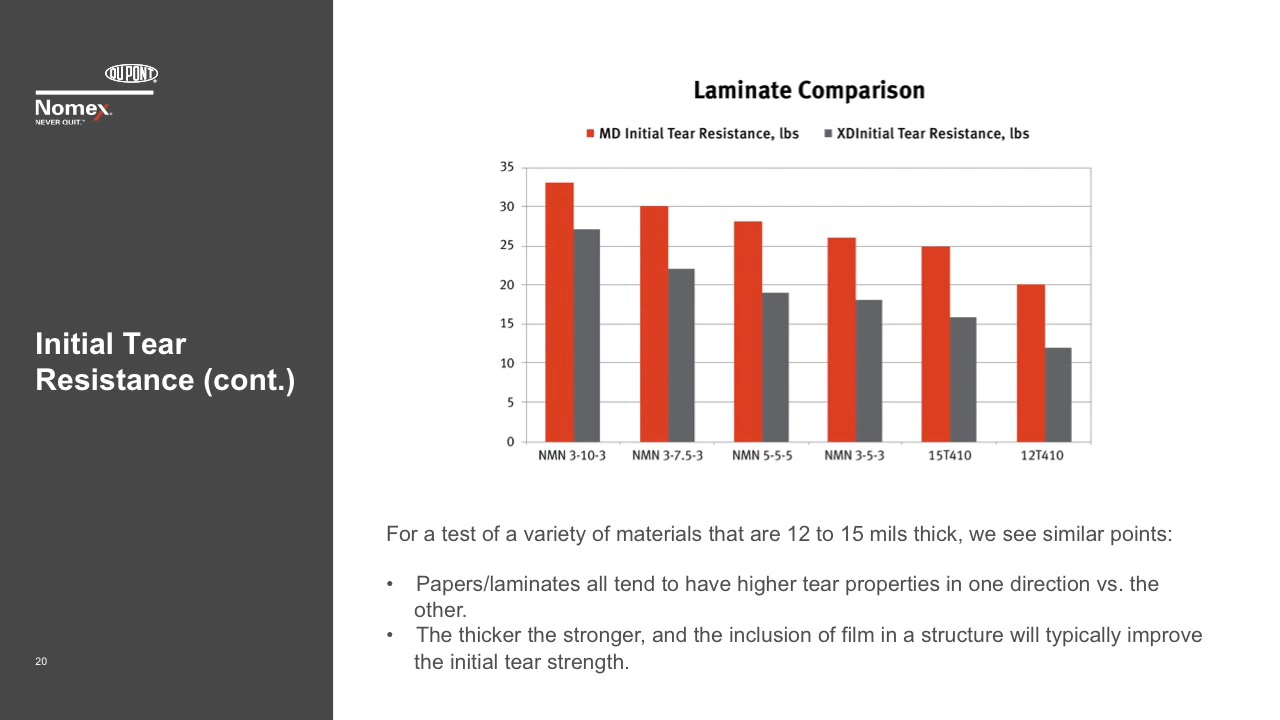 DU PONT
Nomex
NEVER QUIT.™
Initial Tear
Resistance (cont.)
20
Laminate Comparison
MD Initial Tear Resistance, lbs XDInitial Tear Resistance, lbs
35
30
25
20
15
10
5
0
NMN 3-10-3 NMN 3-7.5-3 NMN 5-5-5 NMN 3-5-3 15T410 12T410
For a test of a variety of materials that are 12 to 15 mils thick, we see similar points:
• Papers/laminates all tend to have higher tear properties in one direction vs. the
other.
• The thicker the stronger, and the inclusion of film in a structure will typically improve
the initial tear strength.